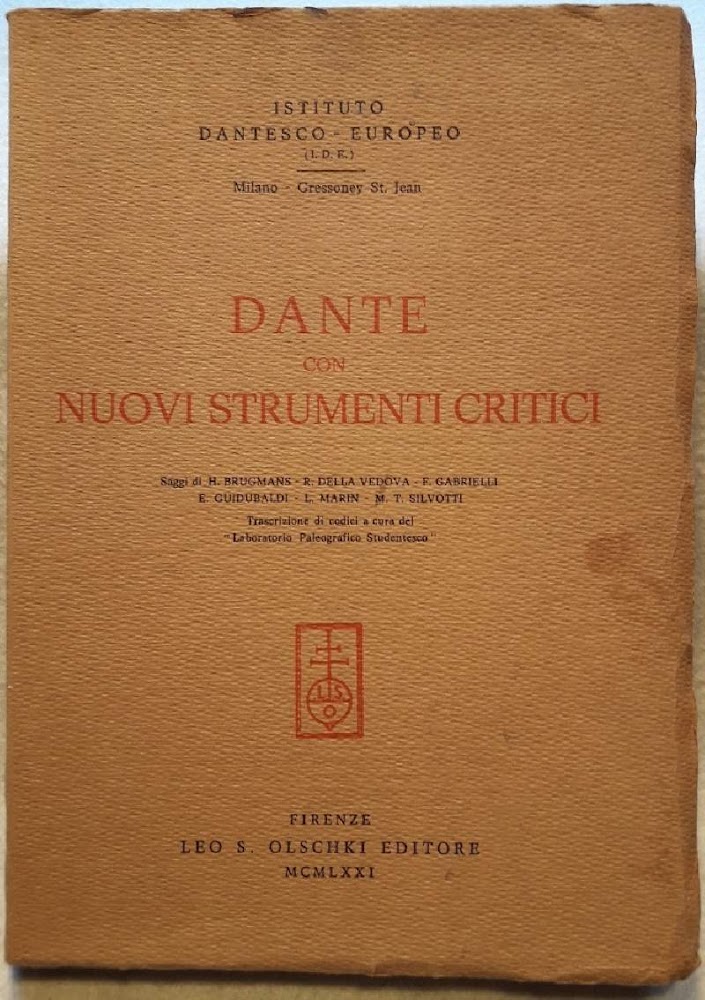 ISTITUTO
DANTESCO - EUROPEO
(I. D. E.)
Milano - Gressoney St. Jean
DANTE
CON
NUOVI STRUMENTI CRITICI
Saggi di H. BRUGMANS - R. DELLA VEDOVA - F. GABRIELLI
E. GUIDUBALDI - L. MARIN - M. T. SILVOTTI
Trascrizione di codici a cura del
"Laboratorio Paleografico Studentesco"
L S
O
FIRENZE
LEO S. OLSCHKI EDITORE
MCMLXXI